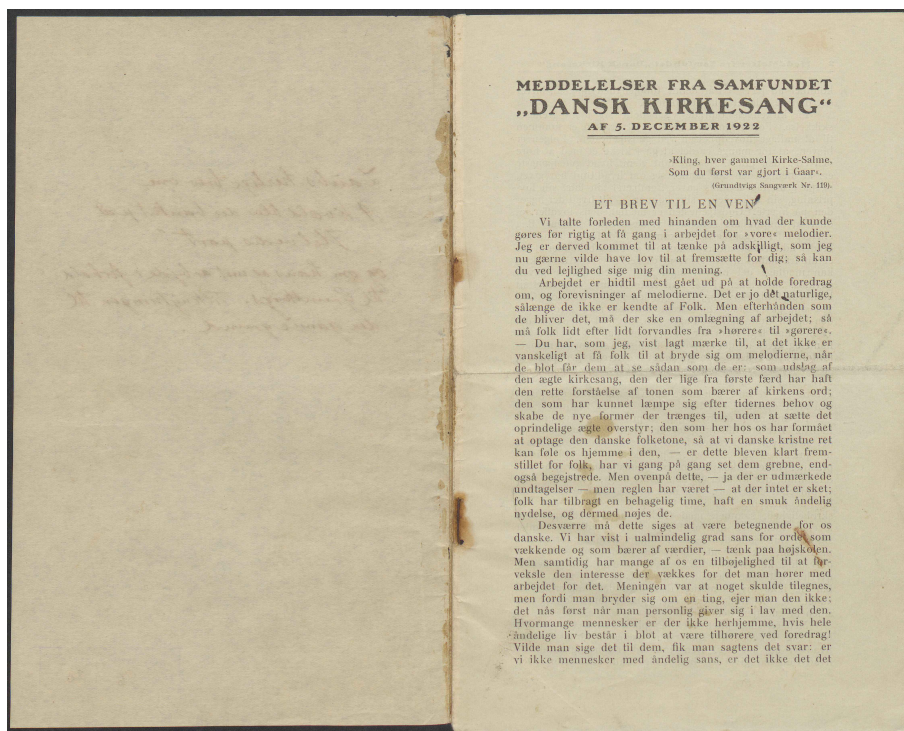 MEDDELELSER FRA SAMFUNDET
„DANSK KIRKESANG“
AF 5. DECEMBER 1922
»Kling, hver gammel Kirke-Salme,
Som du først var gjort i Gaar«.
(Grundtvigs Sangværk Nr. 119).
ET BREV TIL EN VEN
Vi talte forleden med hinanden om hvad der kunde
gøres før rigtig at få gang i arbejdet for »vore« melodier.
Jeg er derved kommet til at tænke på adskilligt, som jeg
nu gærne vilde have lov til at fremsætte for dig; så kan
du ved lejlighed sige mig din mening.
Arbejdet er hidtil mest gået ud på at holde foredrag
om, og forevisninger af melodierne. Det er jo det naturlige,
sålænge de ikke er kendte af Folk. Men efterhånden som
de bliver det, må der ske en omlægning af arbejdet; så
må folk lidt efter lidt forvandles fra »hørere« til »gørere«.
— Du har, som jeg, vist lagt mærke til, at det ikke er
vanskeligt at få folk til at bryde sig om melodierne, når
de blot får dem at se sådan som de er: som udslag af
den ægte kirkesang, den der lige fra første færd har haft
den rette forståelse af tonen som bærer af kirkens ord;
den som har kunnet læmpe sig efter tidernes behov og
skabe de nye former der trænges til, uden at sætte det
oprindelige ægte overstyr; den som her hos os har formået
at optage den danske folketone, så at vi danske kristne ret
kan føle os hjemme i den, — er dette bleven klart frem-
stillet for folk, har vi gang på gang set dem grebne, end-
også begejstrede. Men ovenpå dette, — ja der er udmærkede
undtagelser — men reglen har været — at der intet er sket;
folk har tilbragt en behagelig time, haft en smuk åndelig
nydelse, og dermed nøjes de.
Desværre må dette siges at være betegnende for os
danske. Vi har vist i ualmindelig grad sans for ordet som
vækkende og som bærer af værdier, — tænk paa højskolen.
Men samtidig har mange af os en tilbøjelighed til at for-
veksle den interesse der vækkes for det man hører med
arbejdet for det. Meningen var at noget skulde tilegnes,
men fordi man bryder sig om en ting, ejer man den ikke;
det nås først når man personlig giver sig i lav med den.
Hvormange mennesker er der ikke herhjemme, hvis hele
åndelige liv består i blot at være tilhørere ved foredrag!
Vilde man sige det til dem, fik man sagtens det svar: er
vi ikke mennesker med åndelig sans, er det ikke det det